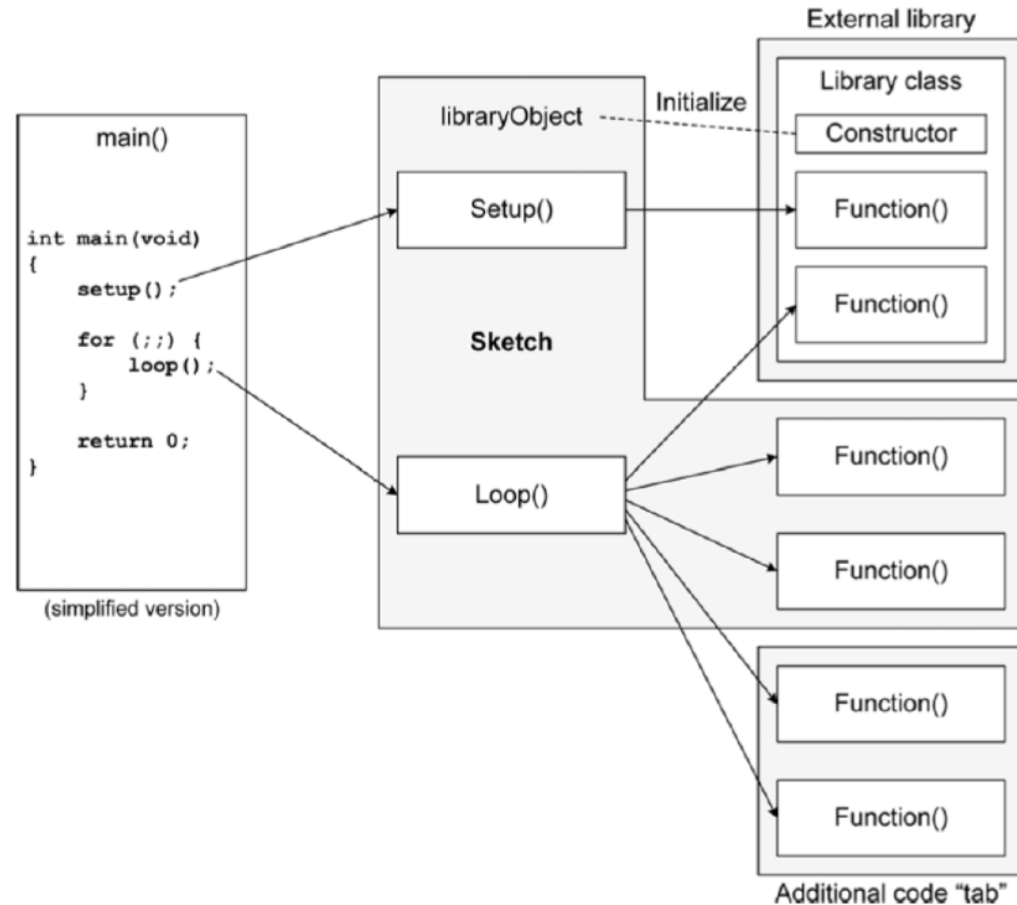 External library
Library class
libraryObject
Initialize
Constructor
main()
Setup()
Function()
int main(void)
{
    setup();
Function()
    for (;;) {
        loop();
    }
Sketch
    return 0;
}
Function()
Loop()
Function()
(simplified version)
Function()
Function()
Additional code “tab”